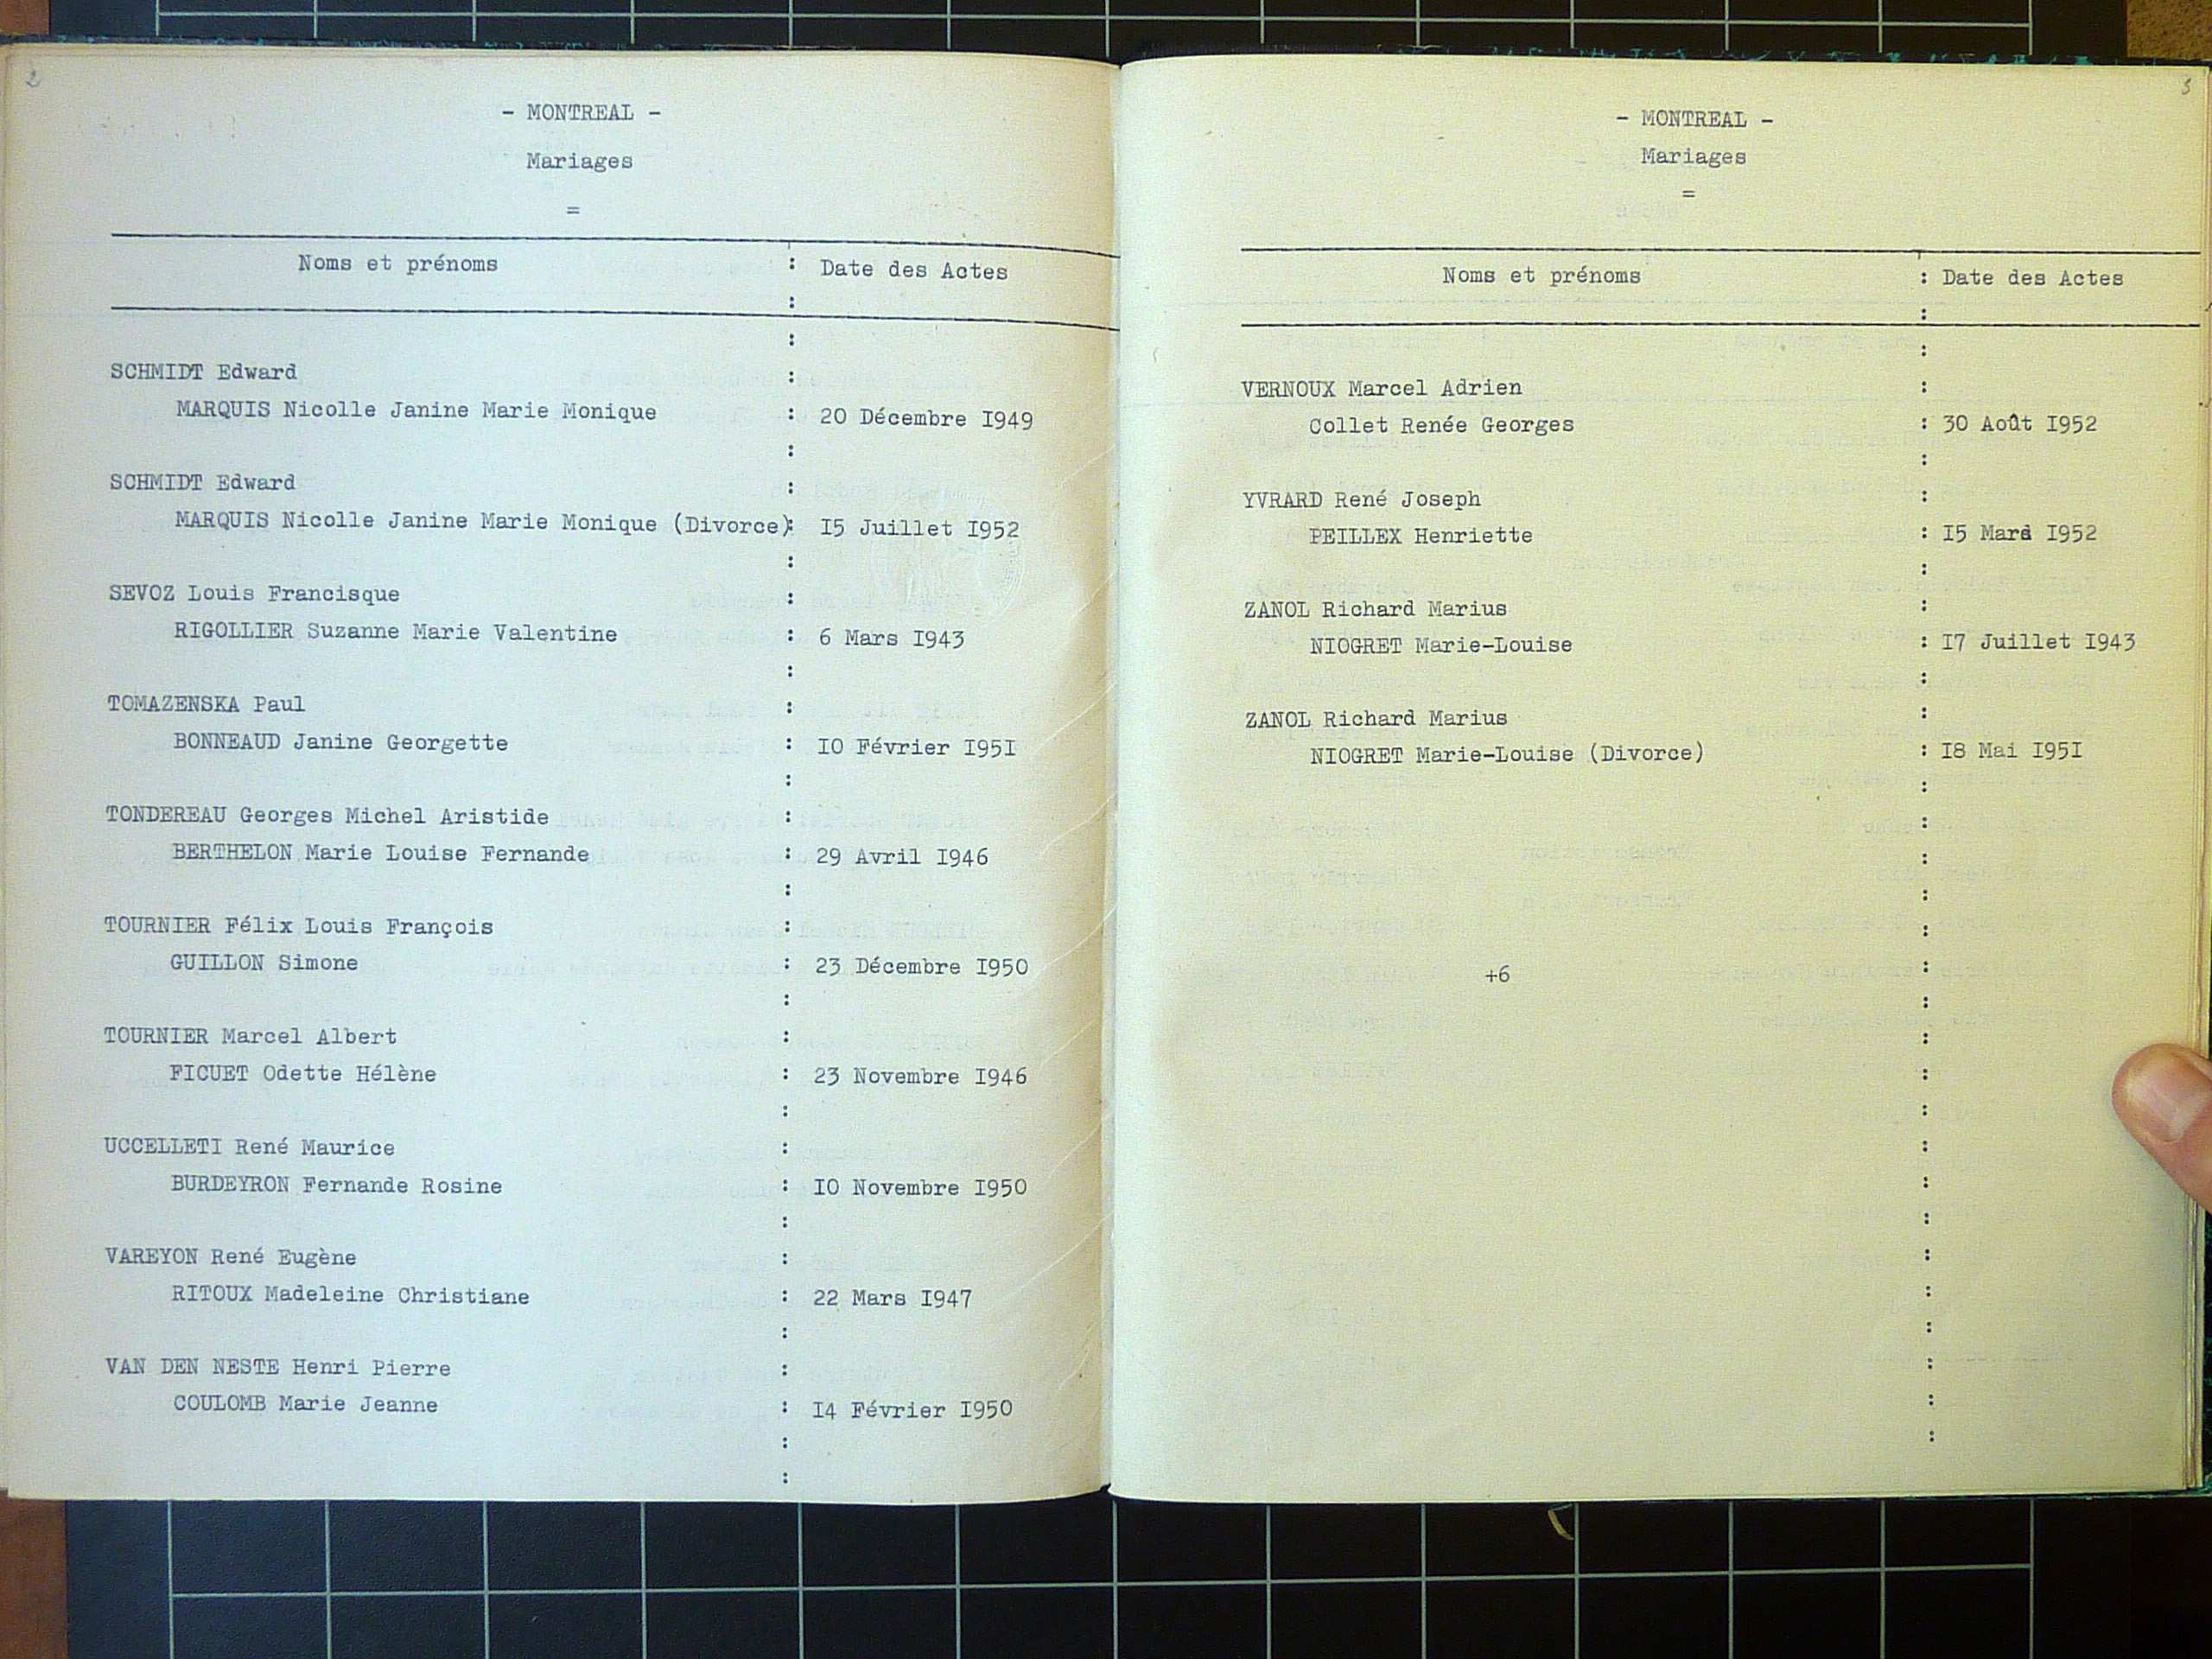 2
- MONTREAL -
Mariages
=
Noms et prénoms : Date des Actes
SCHMIDT Edward
MARQUIS Nicolle Janine Marie Monique : 20 Décembre I949
SCHMIDT Edward
MARQUIS Nicolle Janine Marie Monique (Divorce): I5 Juillet I952
SEVOZ Louis Francisque
RIGOLLIER Suzanne Marie Valentine : 6 Mars I943
TOMAZENSKA Paul
BONNEAUD Janine Georgette : IO Février I95I
TONDEREAU Georges Michel Aristide
BERTHELON Marie Louise Fernande : 29 Avril I946
TOURNIER Félix Louis François
GUILLON Simone : 23 Décembre I950
TOURNIER Marcel Albert
FICUET Odette Hélène : 23 Novembre I946
UCCELLETI René Maurice
BURDEYRON Fernande Rosine : IO Novembre I950
VAREYON René Eugène
RITOUX Madeleine Christiane : 22 Mars I947
VAN DEN NESTE Henri Pierre
COULOMB Marie Jeanne : I4 Février I950
3
- MONTREAL -
Mariages
=
Noms et prénoms : Date des Actes
VERNOUX Marcel Adrien
Collet Renée Georges : 30 Août I952
YVRARD René Joseph
PEILLEX Henriette : I5 Mars I952
ZANOL Richard Marius
NIOGRET Marie-Louise : I7 Juillet I943
ZANOL Richard Marius
NIOGRET Marie-Louise (Divorce) : I8 Mai I95I
+6